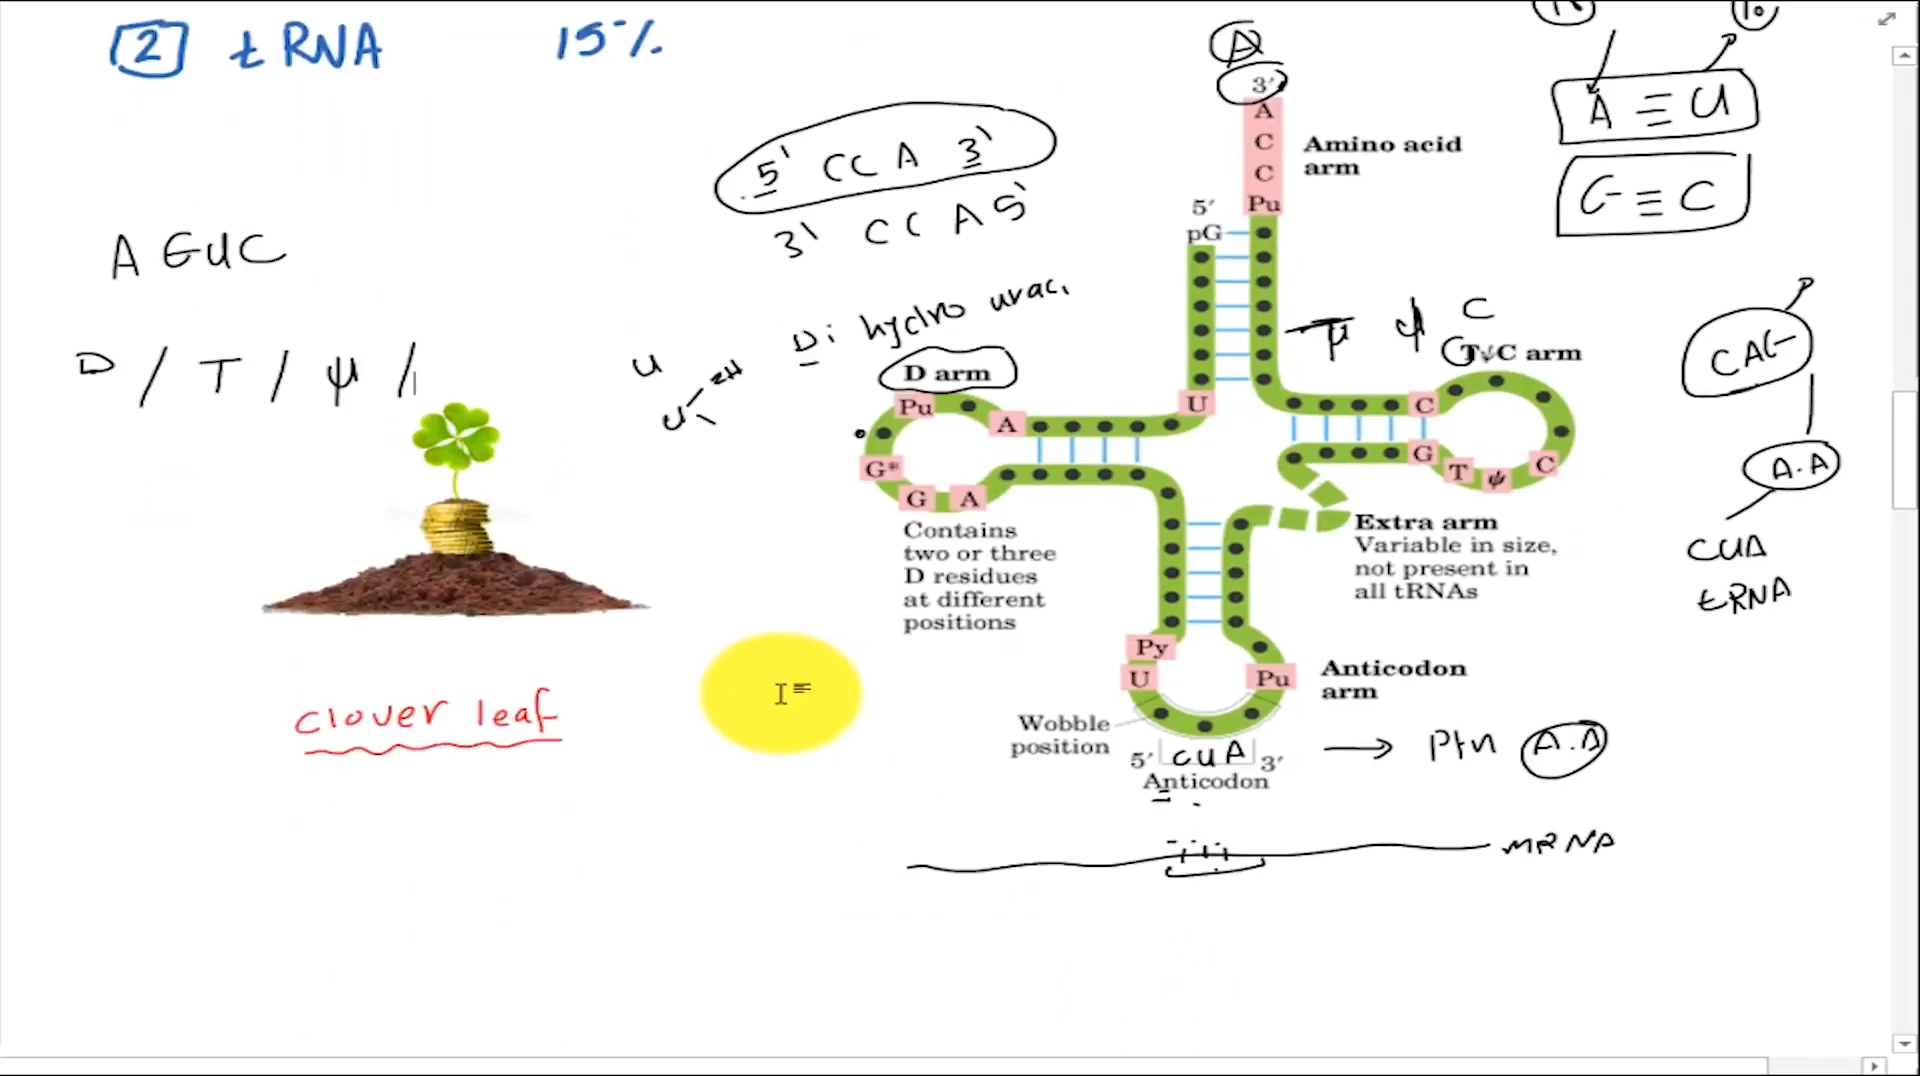 2 tRNA 15%
A
3'
A
C
C
Pu
Amino acid
arm
A ≡ U
G ≡ C
5' CCA 3'
3' CCA 5'
5'
pG
A G U C
D / T / ψ /
U
Di hydro urac
D arm
ψ C
TψC arm
CAG
A.A
CUA
tRNA
Pu
A
U
C
G*
G
A
G
T
ψ
C
Contains
two or three
D residues
at different
positions
Extra arm
Variable in size,
not present in
all tRNAs
Py
U
Pu
Anticodon
arm
clover leaf
Wobble
position
5' CUA 3'
Anticodon
→ Ptn A.A
mRNA